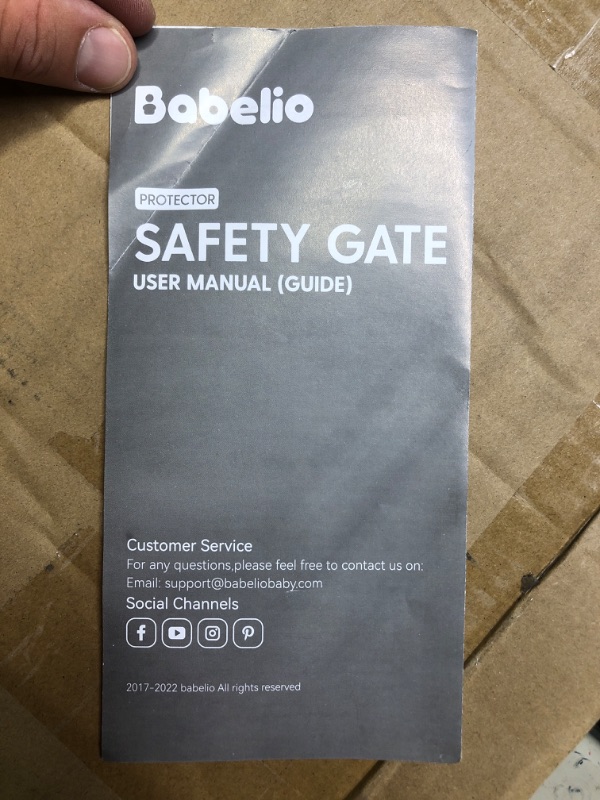 Babelio
PROTECTOR
SAFETY GATE
USER MANUAL (GUIDE)
Customer Service
For any questions,please feel free to contact us on:
Email: support@babeliobaby.com
Social Channels
2017-2022 babelio All rights reserved